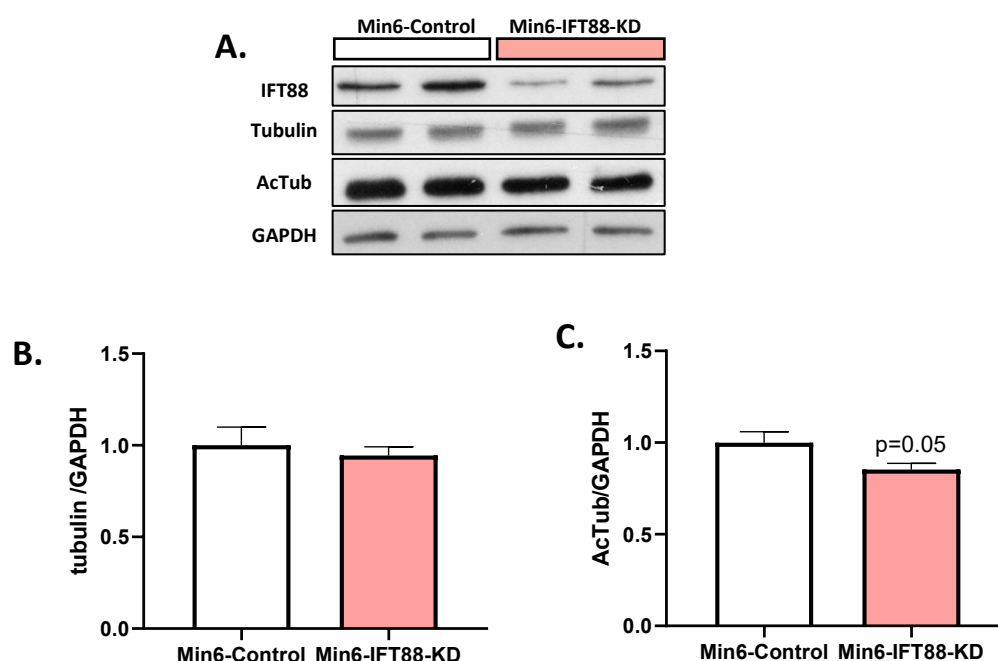 A.
Min6-Control Min6-IFT88-KD
IFT88
Tubulin
AcTub
GAPDH
B.
tubulin /GAPDH
1.5
1.0
0.5
0.0
Min6-Control Min6-IFT88-KD
C.
AcTub/GAPDH
1.5
1.0
0.5
0.0
p=0.05
Min6-Control Min6-IFT88-KD